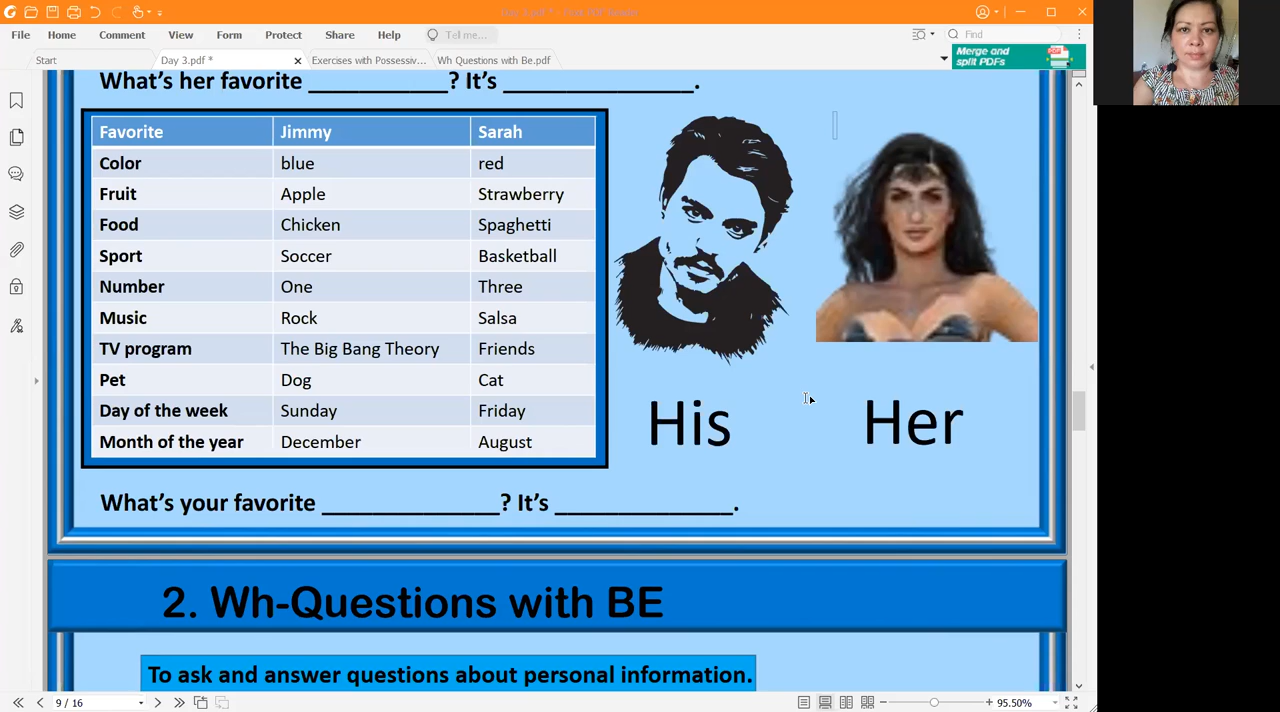 File Home Comment View Form Protect Share Help Tell me... Find
Start Day 3.pdf * Exercises with Possessiv... Wh Questions with Be.pdf Merge and split PDFs
What's her favorite ___________? It's _______________.
Favorite Jimmy Sarah
Color blue red
Fruit Apple Strawberry
Food Chicken Spaghetti
Sport Soccer Basketball
Number One Three
Music Rock Salsa
TV program The Big Bang Theory Friends
Pet Dog Cat
Day of the week Sunday Friday
Month of the year December August
His Her
What's your favorite ______________? It's ______________.
2. Wh-Questions with BE
To ask and answer questions about personal information.
9 / 16 95.50%